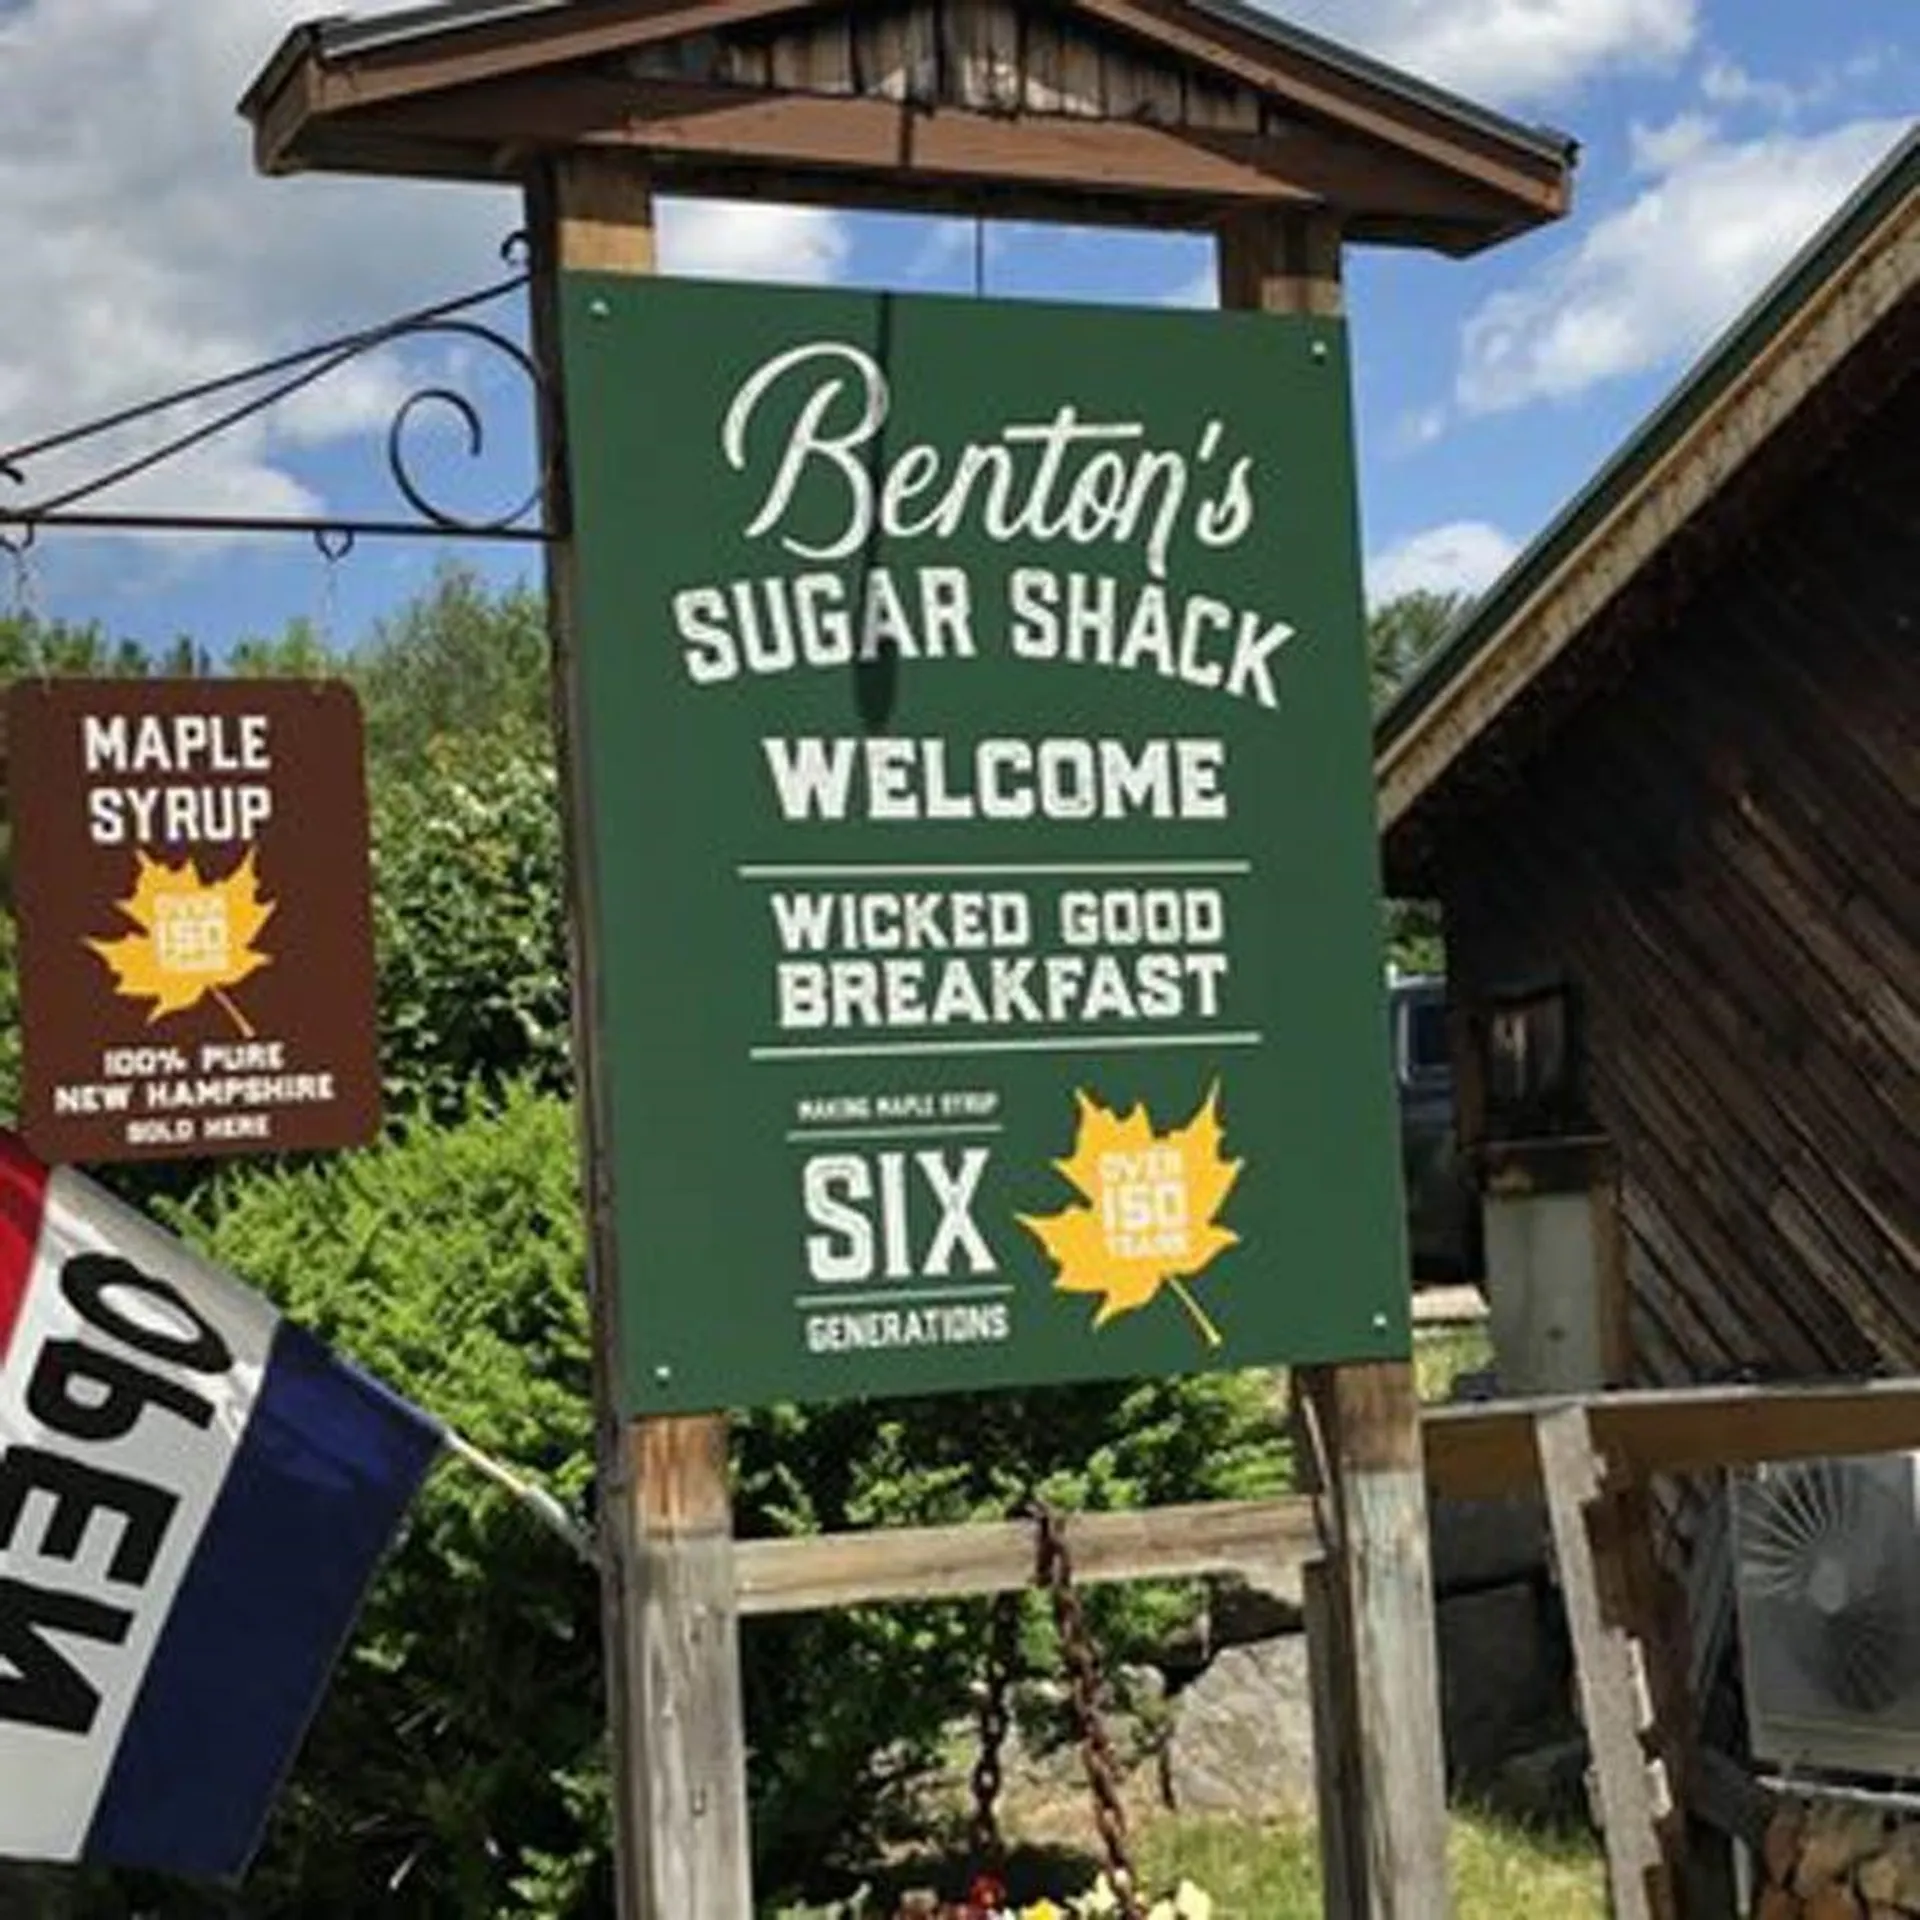 Benton's
SUGAR SHACK
WELCOME
WICKED GOOD
BREAKFAST
MAKING MAPLE SYRUP
SIX
GENERATIONS
OVER
150
YEARS
MAPLE
SYRUP
OVER
150
YEARS
100% PURE
NEW HAMPSHIRE
SOLD HERE
OPEN